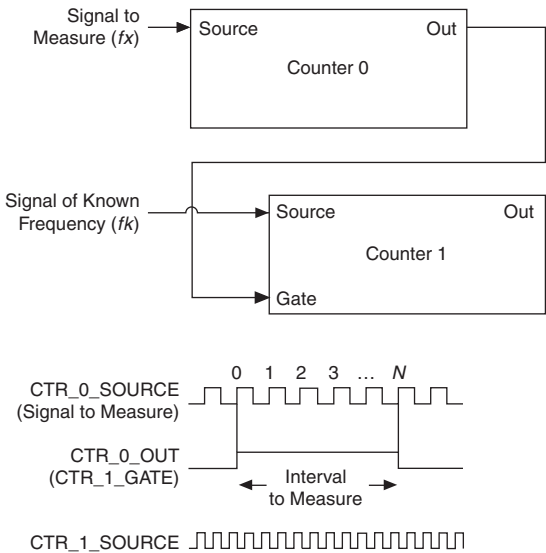 Signal to
Measure (fx)
Source
Out
Counter 0
Signal of Known
Frequency (fk)
Source
Out
Counter 1
Gate
0 1 2 3 … N
CTR_0_SOURCE
(Signal to Measure)
CTR_0_OUT
(CTR_1_GATE)
Interval
to Measure
CTR_1_SOURCE